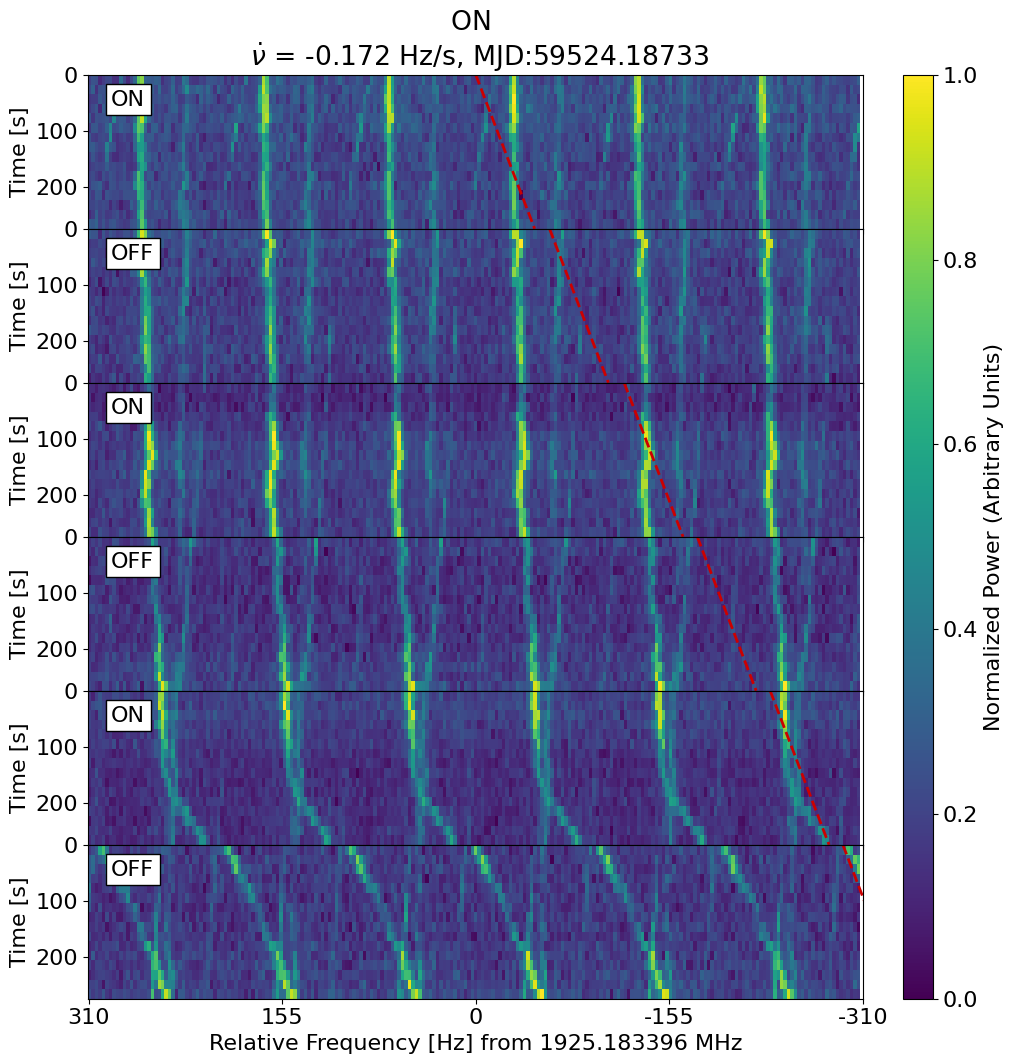 ON
ν̇ = -0.172 Hz/s, MJD:59524.18733
0
100
200
Time [s]
ON
0
100
200
Time [s]
OFF
0
100
200
Time [s]
ON
0
100
200
Time [s]
OFF
0
100
200
Time [s]
ON
0
100
200
Time [s]
OFF
310 155 0 -155 -310
Relative Frequency [Hz] from 1925.183396 MHz
1.0
0.8
0.6
0.4
0.2
0.0
Normalized Power (Arbitrary Units)